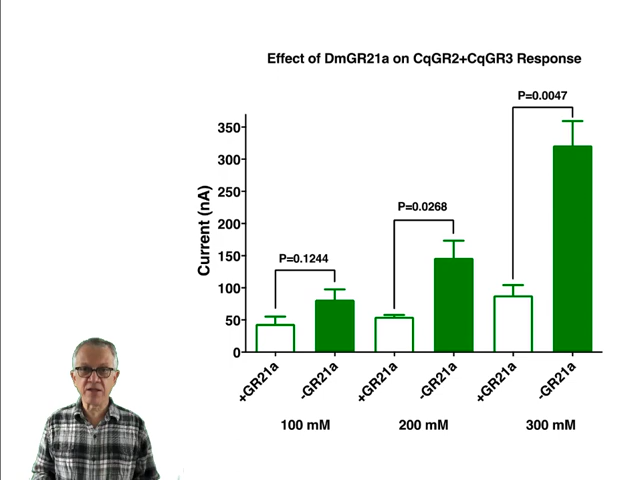 Effect of DmGR21a on CqGR2+CqGR3 Response
P=0.0047
P=0.0268
P=0.1244
Current (nA)
350
300
250
200
150
100
50
0
+GR21a
-GR21a
+GR21a
-GR21a
+GR21a
-GR21a
100 mM
200 mM
300 mM